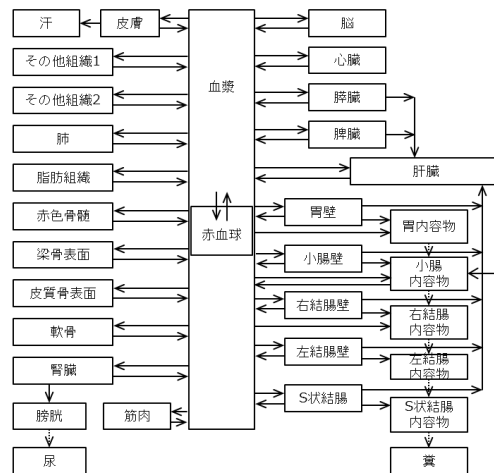 汗
皮膚
その他組織1
その他組織2
肺
脂肪組織
赤色骨髄
梁骨表面
皮質骨表面
軟骨
腎臓
膀胱
筋肉
尿
血漿
赤血球
脳
心臓
膵臓
脾臓
肝臓
胃壁
胃内容物
小腸壁
小腸
内容物
右結腸壁
右結腸
内容物
左結腸壁
左結腸
内容物
S状結腸
S状結腸
内容物
糞